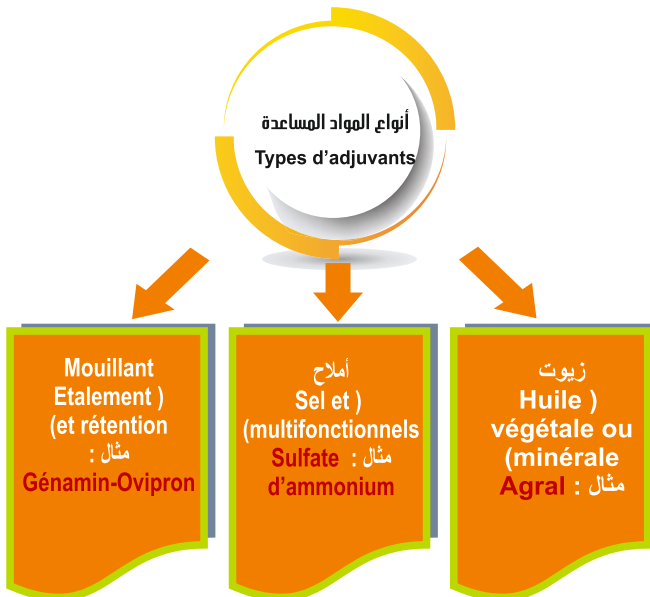 أنواع المواد المساعدة
Types d'adjuvants
Mouillant
Etalement )
(et rétention
مثال :
Génamin-Ovipron
أملاح
Sel et )
(multifonctionnels
Sulfate : مثال
d'ammonium
زيوت
Huile )
végétale ou
(minérale
Agral : مثال